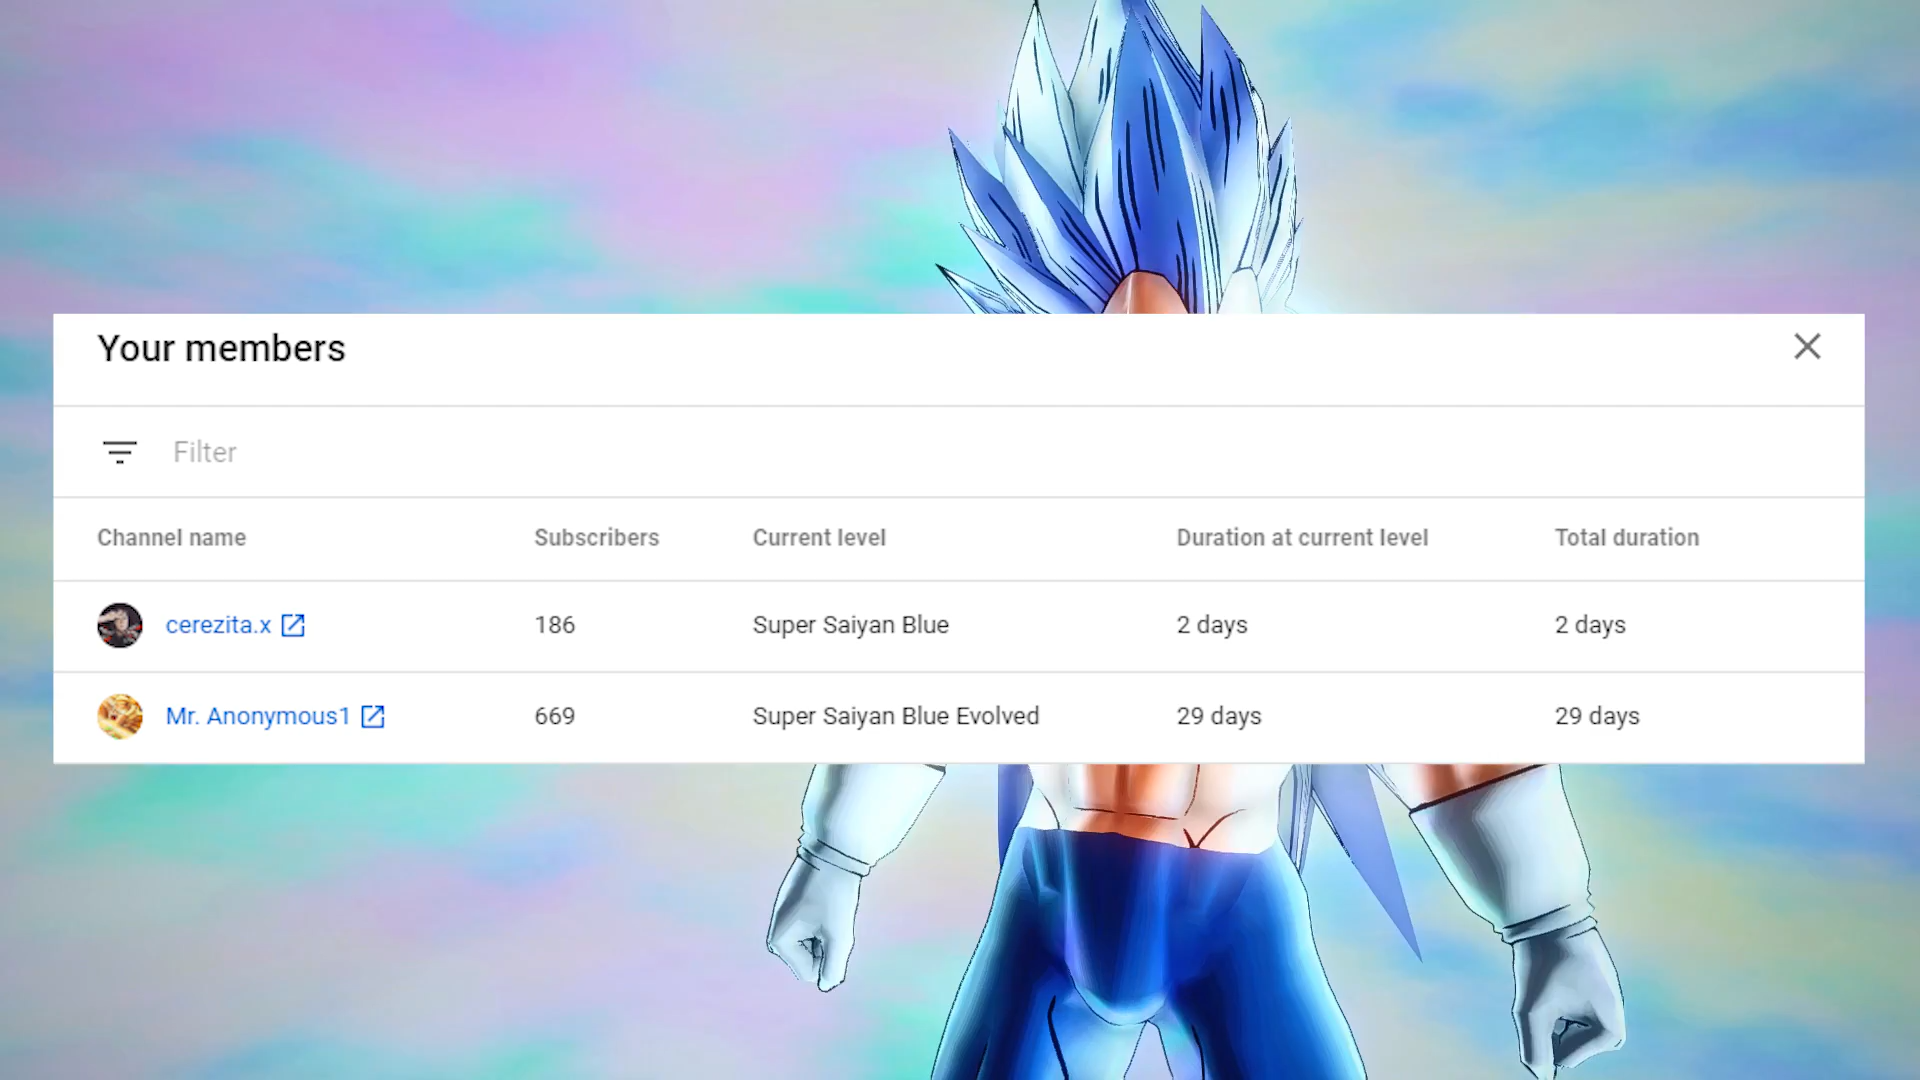 Your members
Filter
Channel name Subscribers Current level Duration at current level Total duration
cerezita.x 186 Super Saiyan Blue 2 days 2 days
Mr. Anonymous1 669 Super Saiyan Blue Evolved 29 days 29 days